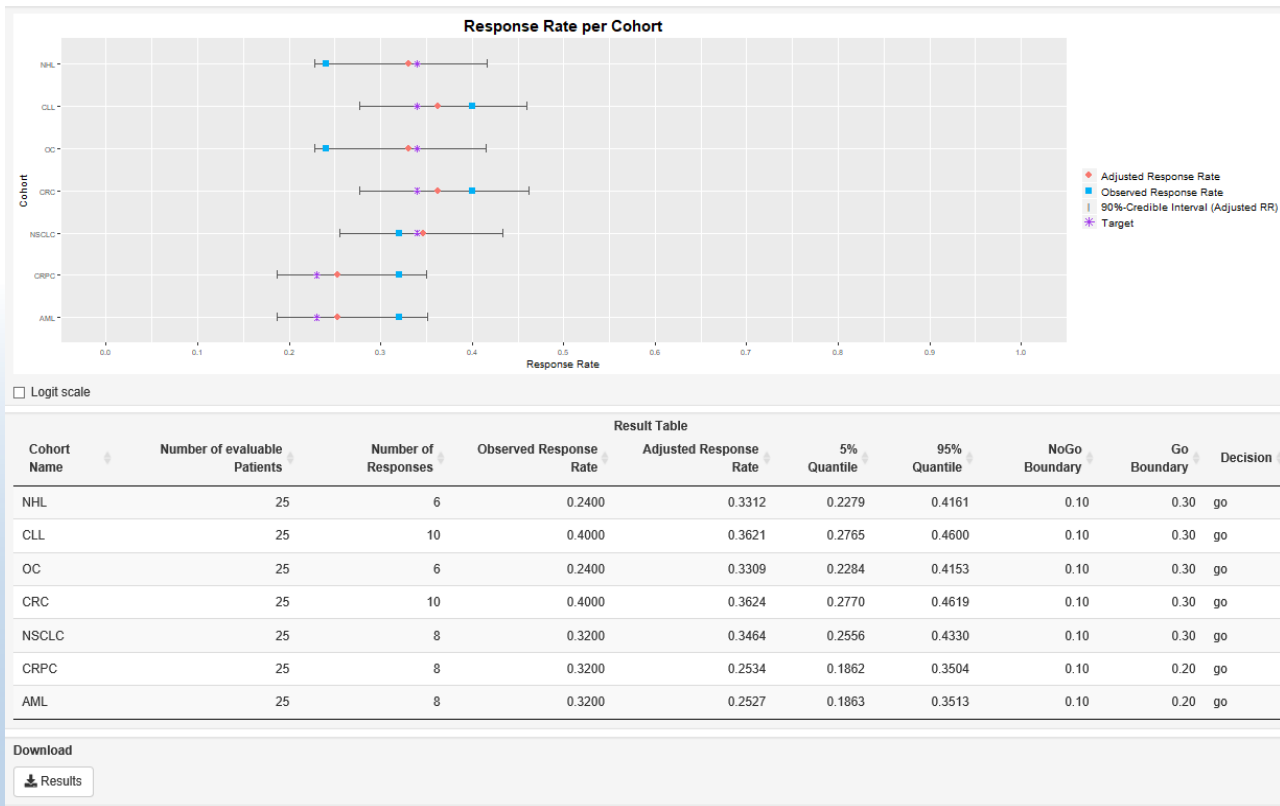 Response Rate per Cohort
NHL
CLL
OC
CRC
NSCLC
CRPC
AML
Cohort
0.0 0.1 0.2 0.3 0.4 0.5 0.6 0.7 0.8 0.9 1.0
Response Rate
Adjusted Response Rate
Observed Response Rate
90%-Credible Interval (Adjusted RR)
Target
Logit scale
Result Table
Cohort Name Number of evaluable Patients Number of Responses Observed Response Rate Adjusted Response Rate 5% Quantile 95% Quantile NoGo Boundary Go Boundary Decision
NHL 25 6 0.2400 0.3312 0.2279 0.4161 0.10 0.30 go
CLL 25 10 0.4000 0.3621 0.2765 0.4600 0.10 0.30 go
OC 25 6 0.2400 0.3309 0.2284 0.4153 0.10 0.30 go
CRC 25 10 0.4000 0.3624 0.2770 0.4619 0.10 0.30 go
NSCLC 25 8 0.3200 0.3464 0.2556 0.4330 0.10 0.30 go
CRPC 25 8 0.3200 0.2534 0.1862 0.3504 0.10 0.20 go
AML 25 8 0.3200 0.2527 0.1863 0.3513 0.10 0.20 go
Download
Results